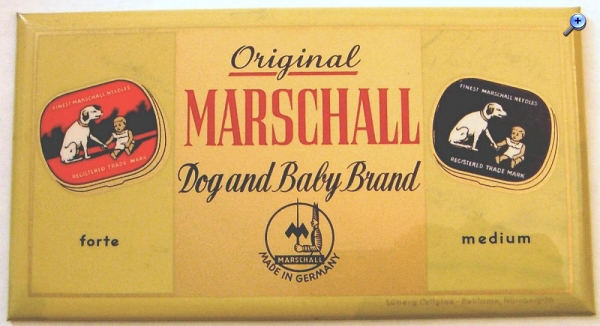 Original
MARSCHALL
Dog and Baby Brand
FINEST MARSCHALL NEEDLES
REGISTERED TRADE MARK
forte
FINEST MARSCHALL NEEDLES
REGISTERED TRADE MARK
medium
MARSCHALL
MADE IN GERMANY